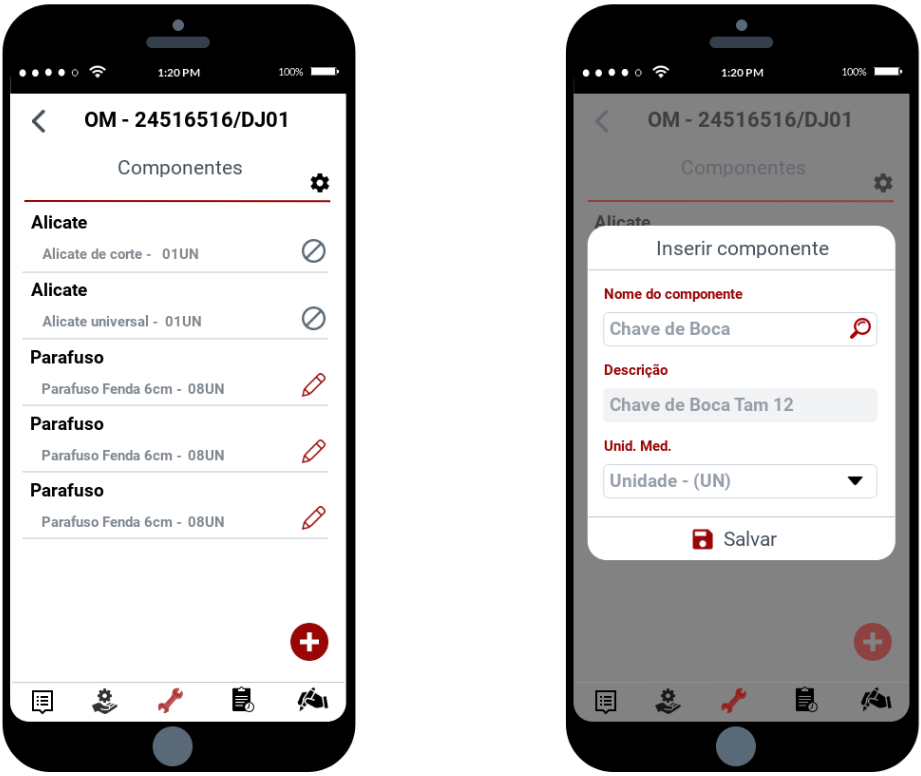 1:20 PM
100%
OM - 24516516/DJ01
Componentes
Alicate
Alicate de corte - 01UN
Alicate
Alicate universal - 01UN
Parafuso
Parafuso Fenda 6cm - 08UN
Parafuso
Parafuso Fenda 6cm - 08UN
Parafuso
Parafuso Fenda 6cm - 08UN
1:20 PM
100%
OM - 24516516/DJ01
Componentes
Alicate
Inserir componente
Nome do componente
Chave de Boca
Descrição
Chave de Boca Tam 12
Unid. Med.
Unidade - (UN)
Salvar